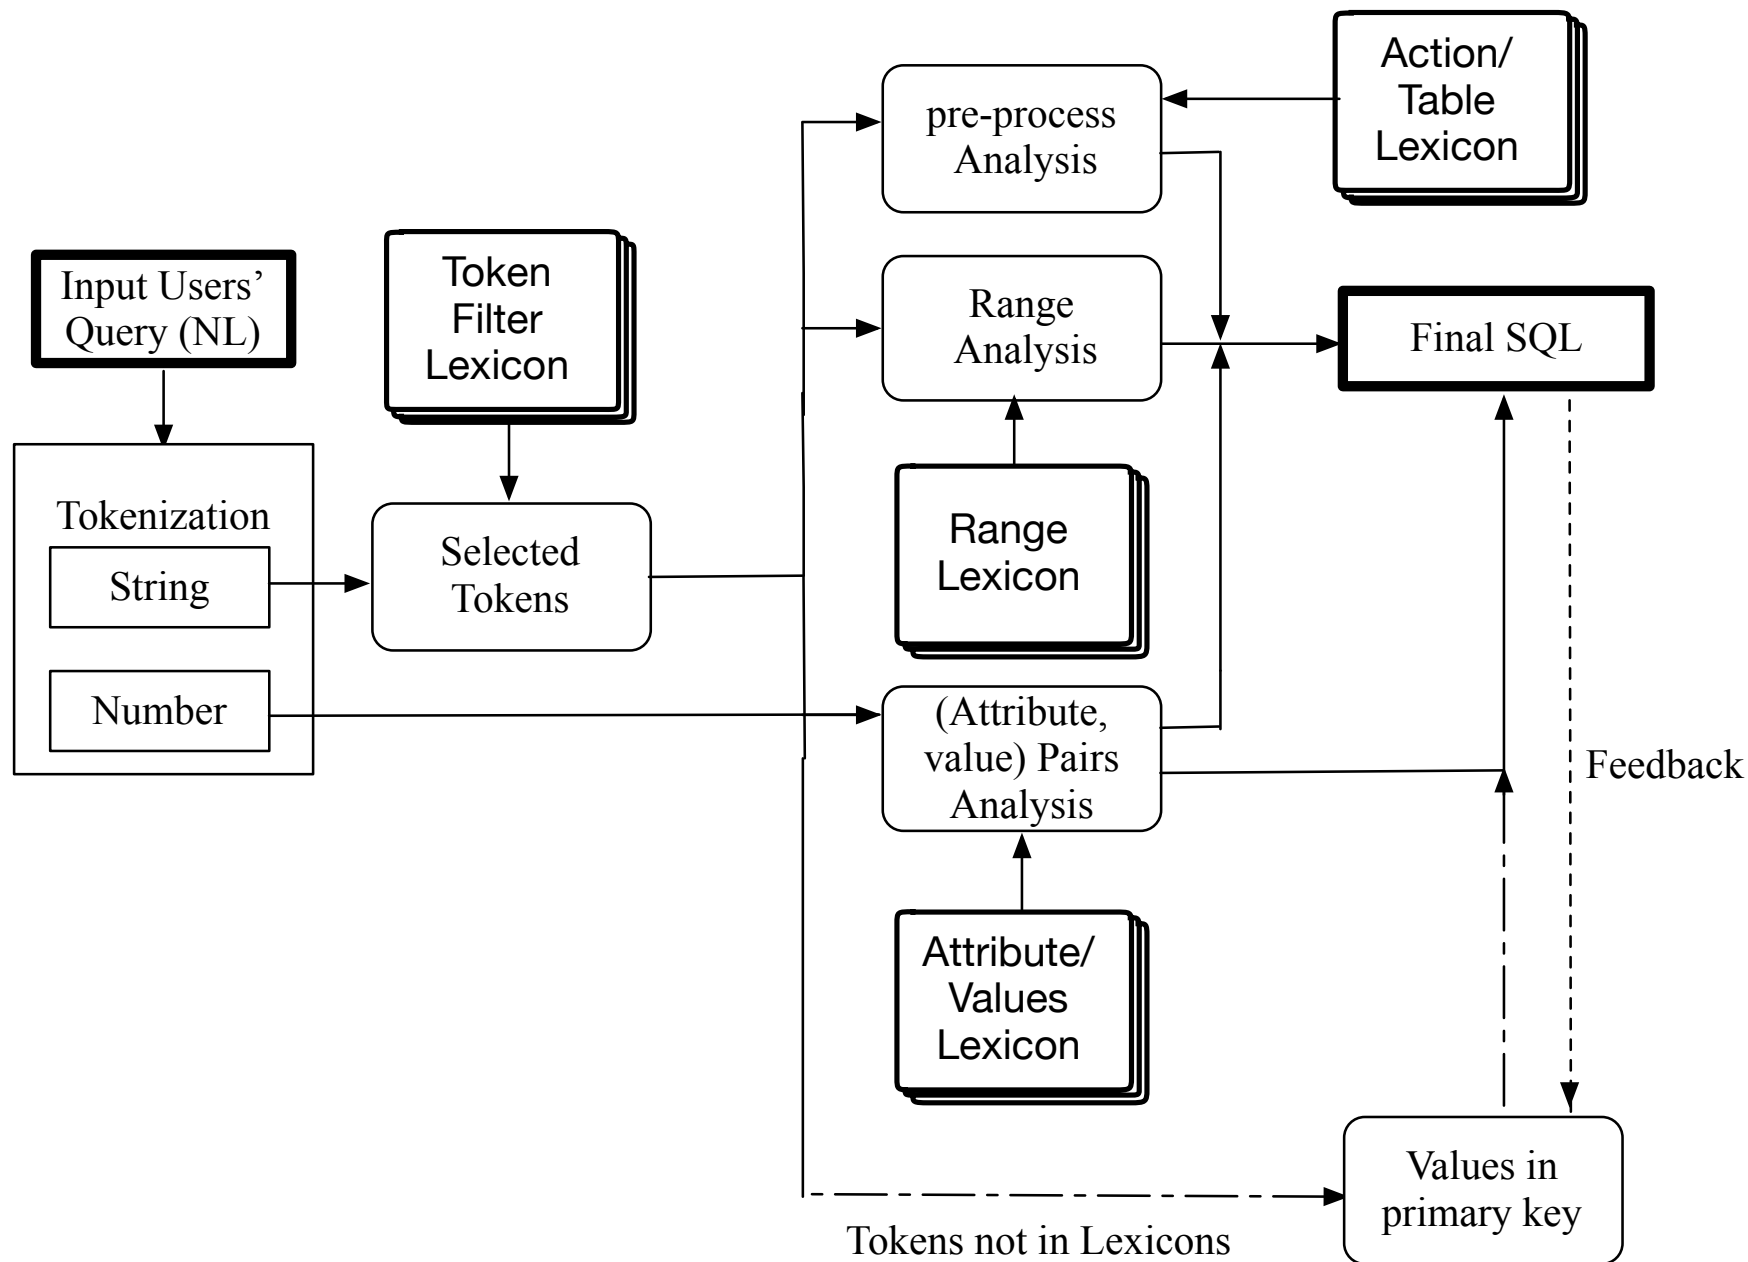 Action/
Table
Lexicon
pre-process
Analysis
Input Users’
Query (NL)
Token
Filter
Lexicon
Range
Analysis
Final SQL
Tokenization
String
Number
Selected
Tokens
Range
Lexicon
(Attribute,
value) Pairs
Analysis
Feedback
Attribute/
Values
Lexicon
Values in
primary key
Tokens not in Lexicons